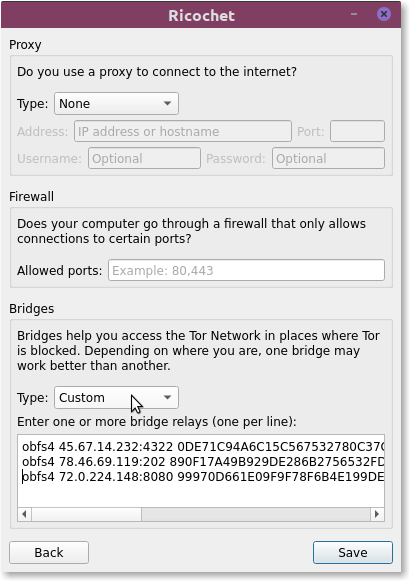 Ricochet
Proxy
Do you use a proxy to connect to the internet?
Type: None
Address: IP address or hostname Port:
Username: Optional Password: Optional
Firewall
Does your computer go through a firewall that only allows
connections to certain ports?
Allowed ports: Example: 80,443
Bridges
Bridges help you access the Tor Network in places where Tor
is blocked. Depending on where you are, one bridge may
work better than another.
Type: Custom
Enter one or more bridge relays (one per line):
obfs4 45.67.14.232:4322 0DE71C94A6C15C567532780C37C
obfs4 78.46.69.119:202 890F17A49B929DE286B2756532FD
obfs4 72.0.224.148:8080 99970D661E09F9F78F6B4E199DE
Back Save